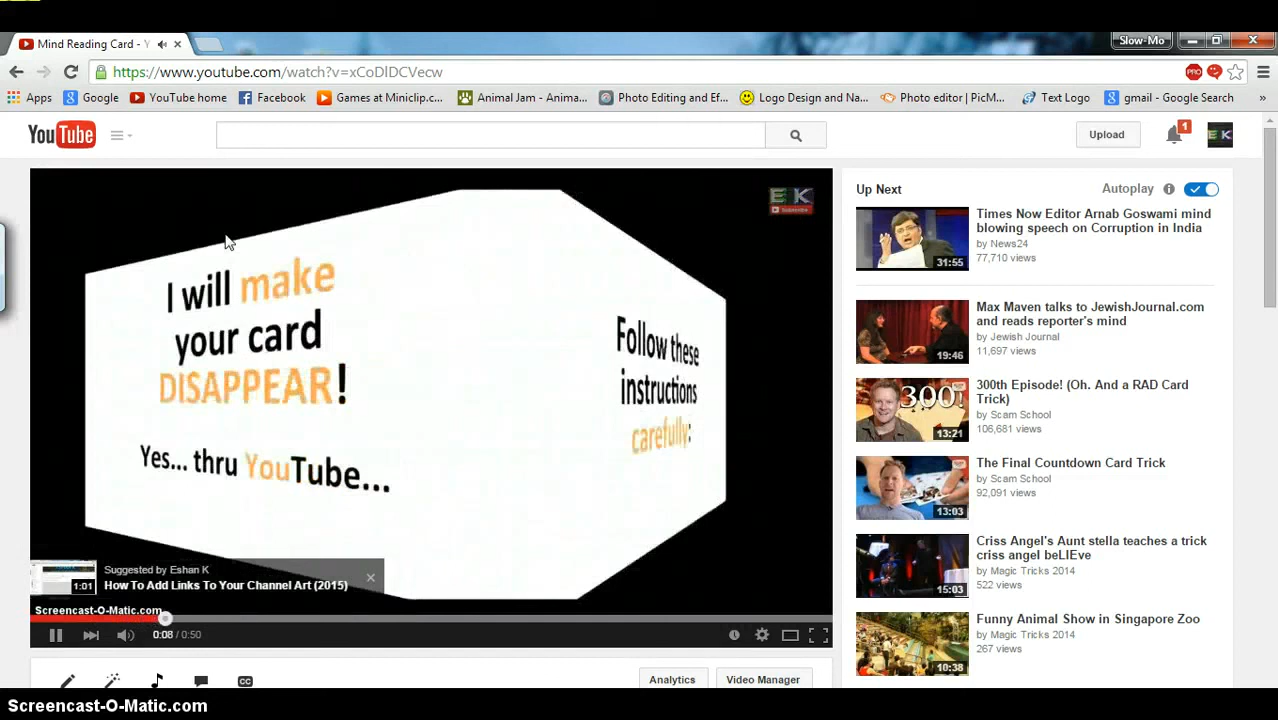 Mind Reading Card - Y
Slow-Mo
https://www.youtube.com/watch?v=xCoDlDCVecw
PRO
Apps Google YouTube home Facebook Games at Miniclip.c... Animal Jam - Anima... Photo Editing and Ef... Logo Design and Na... Photo editor | PicM... Text Logo gmail - Google Search »
YouTube
Upload
1
E K
E K
Subscribe
I will make
your card
DISAPPEAR!
Yes... thru YouTube...
Follow these
instructions
carefully:
Suggested by Eshan K
How To Add Links To Your Channel Art (2015)
1:01
Screencast-O-Matic.com
0:08 / 0:50
CC
Analytics
Video Manager
Up Next
Autoplay
Times Now Editor Arnab Goswami mind
blowing speech on Corruption in India
by News24
77,710 views
31:55
Max Maven talks to JewishJournal.com
and reads reporter's mind
by Jewish Journal
11,697 views
19:46
300th Episode! (Oh. And a RAD Card
Trick)
by Scam School
106,681 views
300!
13:21
The Final Countdown Card Trick
by Scam School
92,091 views
13:03
Criss Angel's Aunt stella teaches a trick
criss angel beLIEve
by Magic Tricks 2014
522 views
15:03
Funny Animal Show in Singapore Zoo
by Magic Tricks 2014
267 views
10:38
Screencast-O-Matic.com